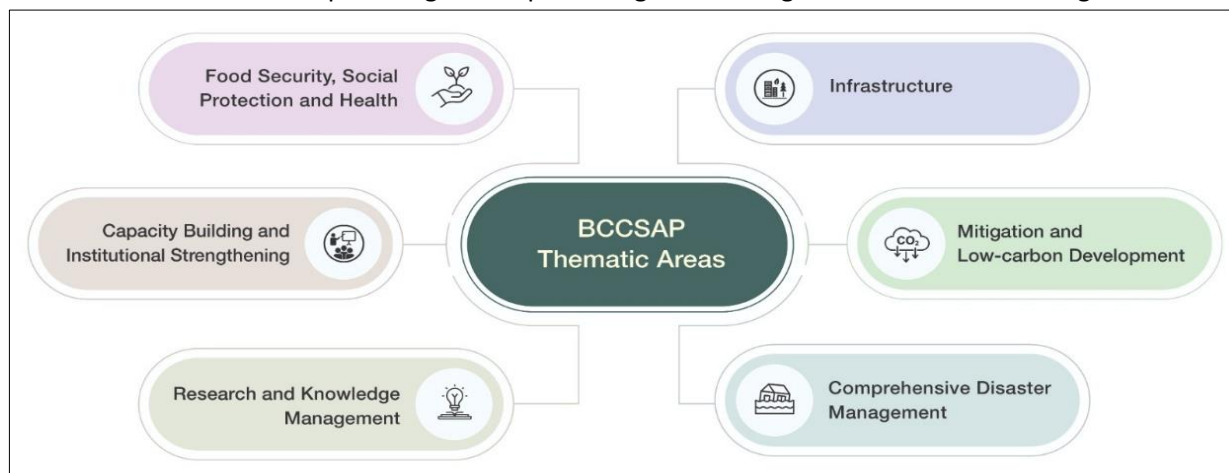 Food Security, Social
Protection and Health
Infrastructure
Capacity Building and
Institutional Strengthening
BCCSAP
Thematic Areas
CO₂
Mitigation and
Low-carbon Development
Research and Knowledge
Management
Comprehensive Disaster
Management